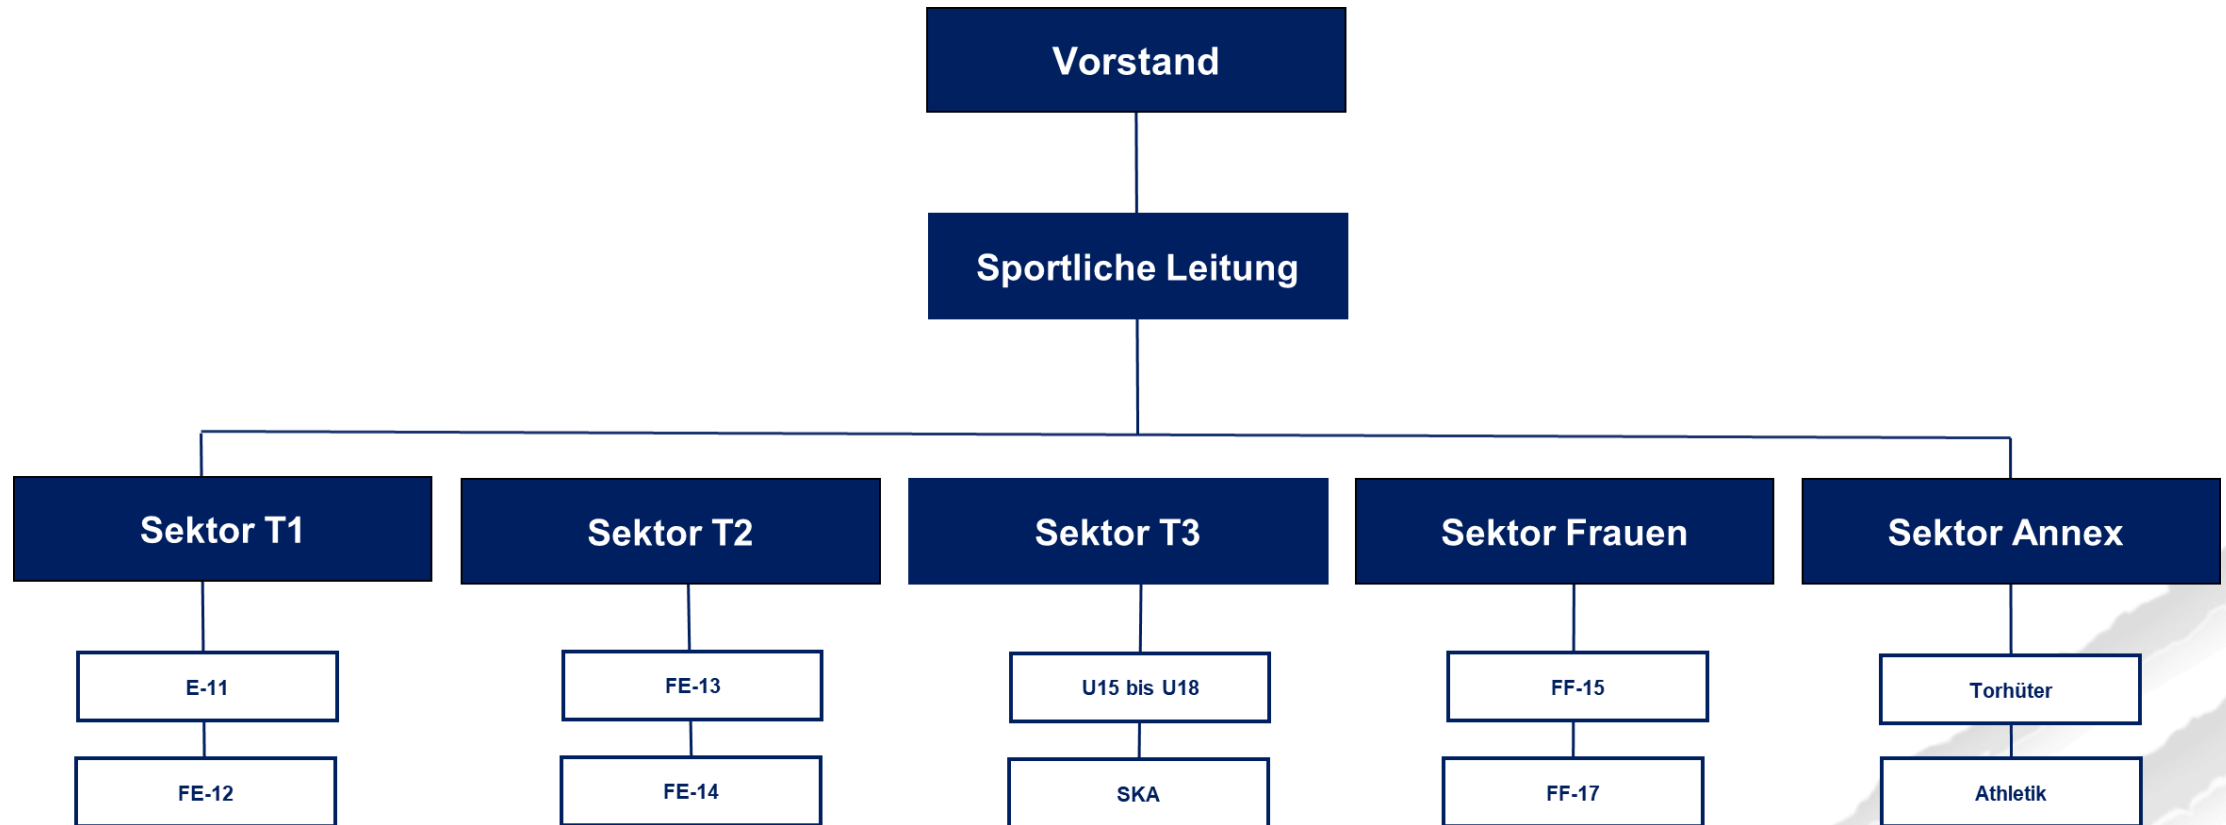 Vorstand
Sportliche Leitung
Sektor T1
Sektor T2
Sektor T3
Sektor Frauen
Sektor Annex
E-11
FE-13
U15 bis U18
FF-15
Torhüter
FE-12
FE-14
SKA
FF-17
Athletik